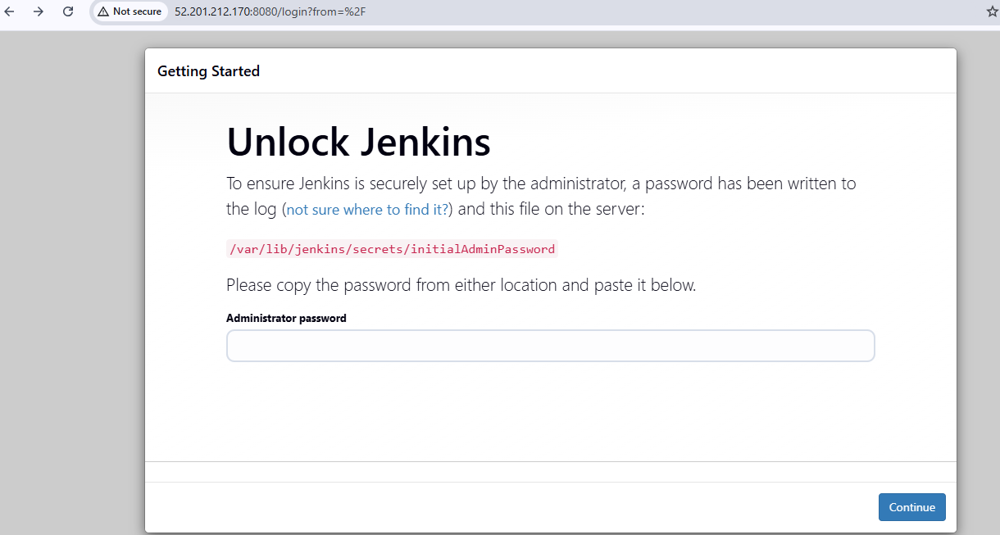 Not secure 52.201.212.170:8080/login?from=%2F
Getting Started
Unlock Jenkins
To ensure Jenkins is securely set up by the administrator, a password has been written to
the log (not sure where to find it?) and this file on the server:
/var/lib/jenkins/secrets/initialAdminPassword
Please copy the password from either location and paste it below.
Administrator password
Continue